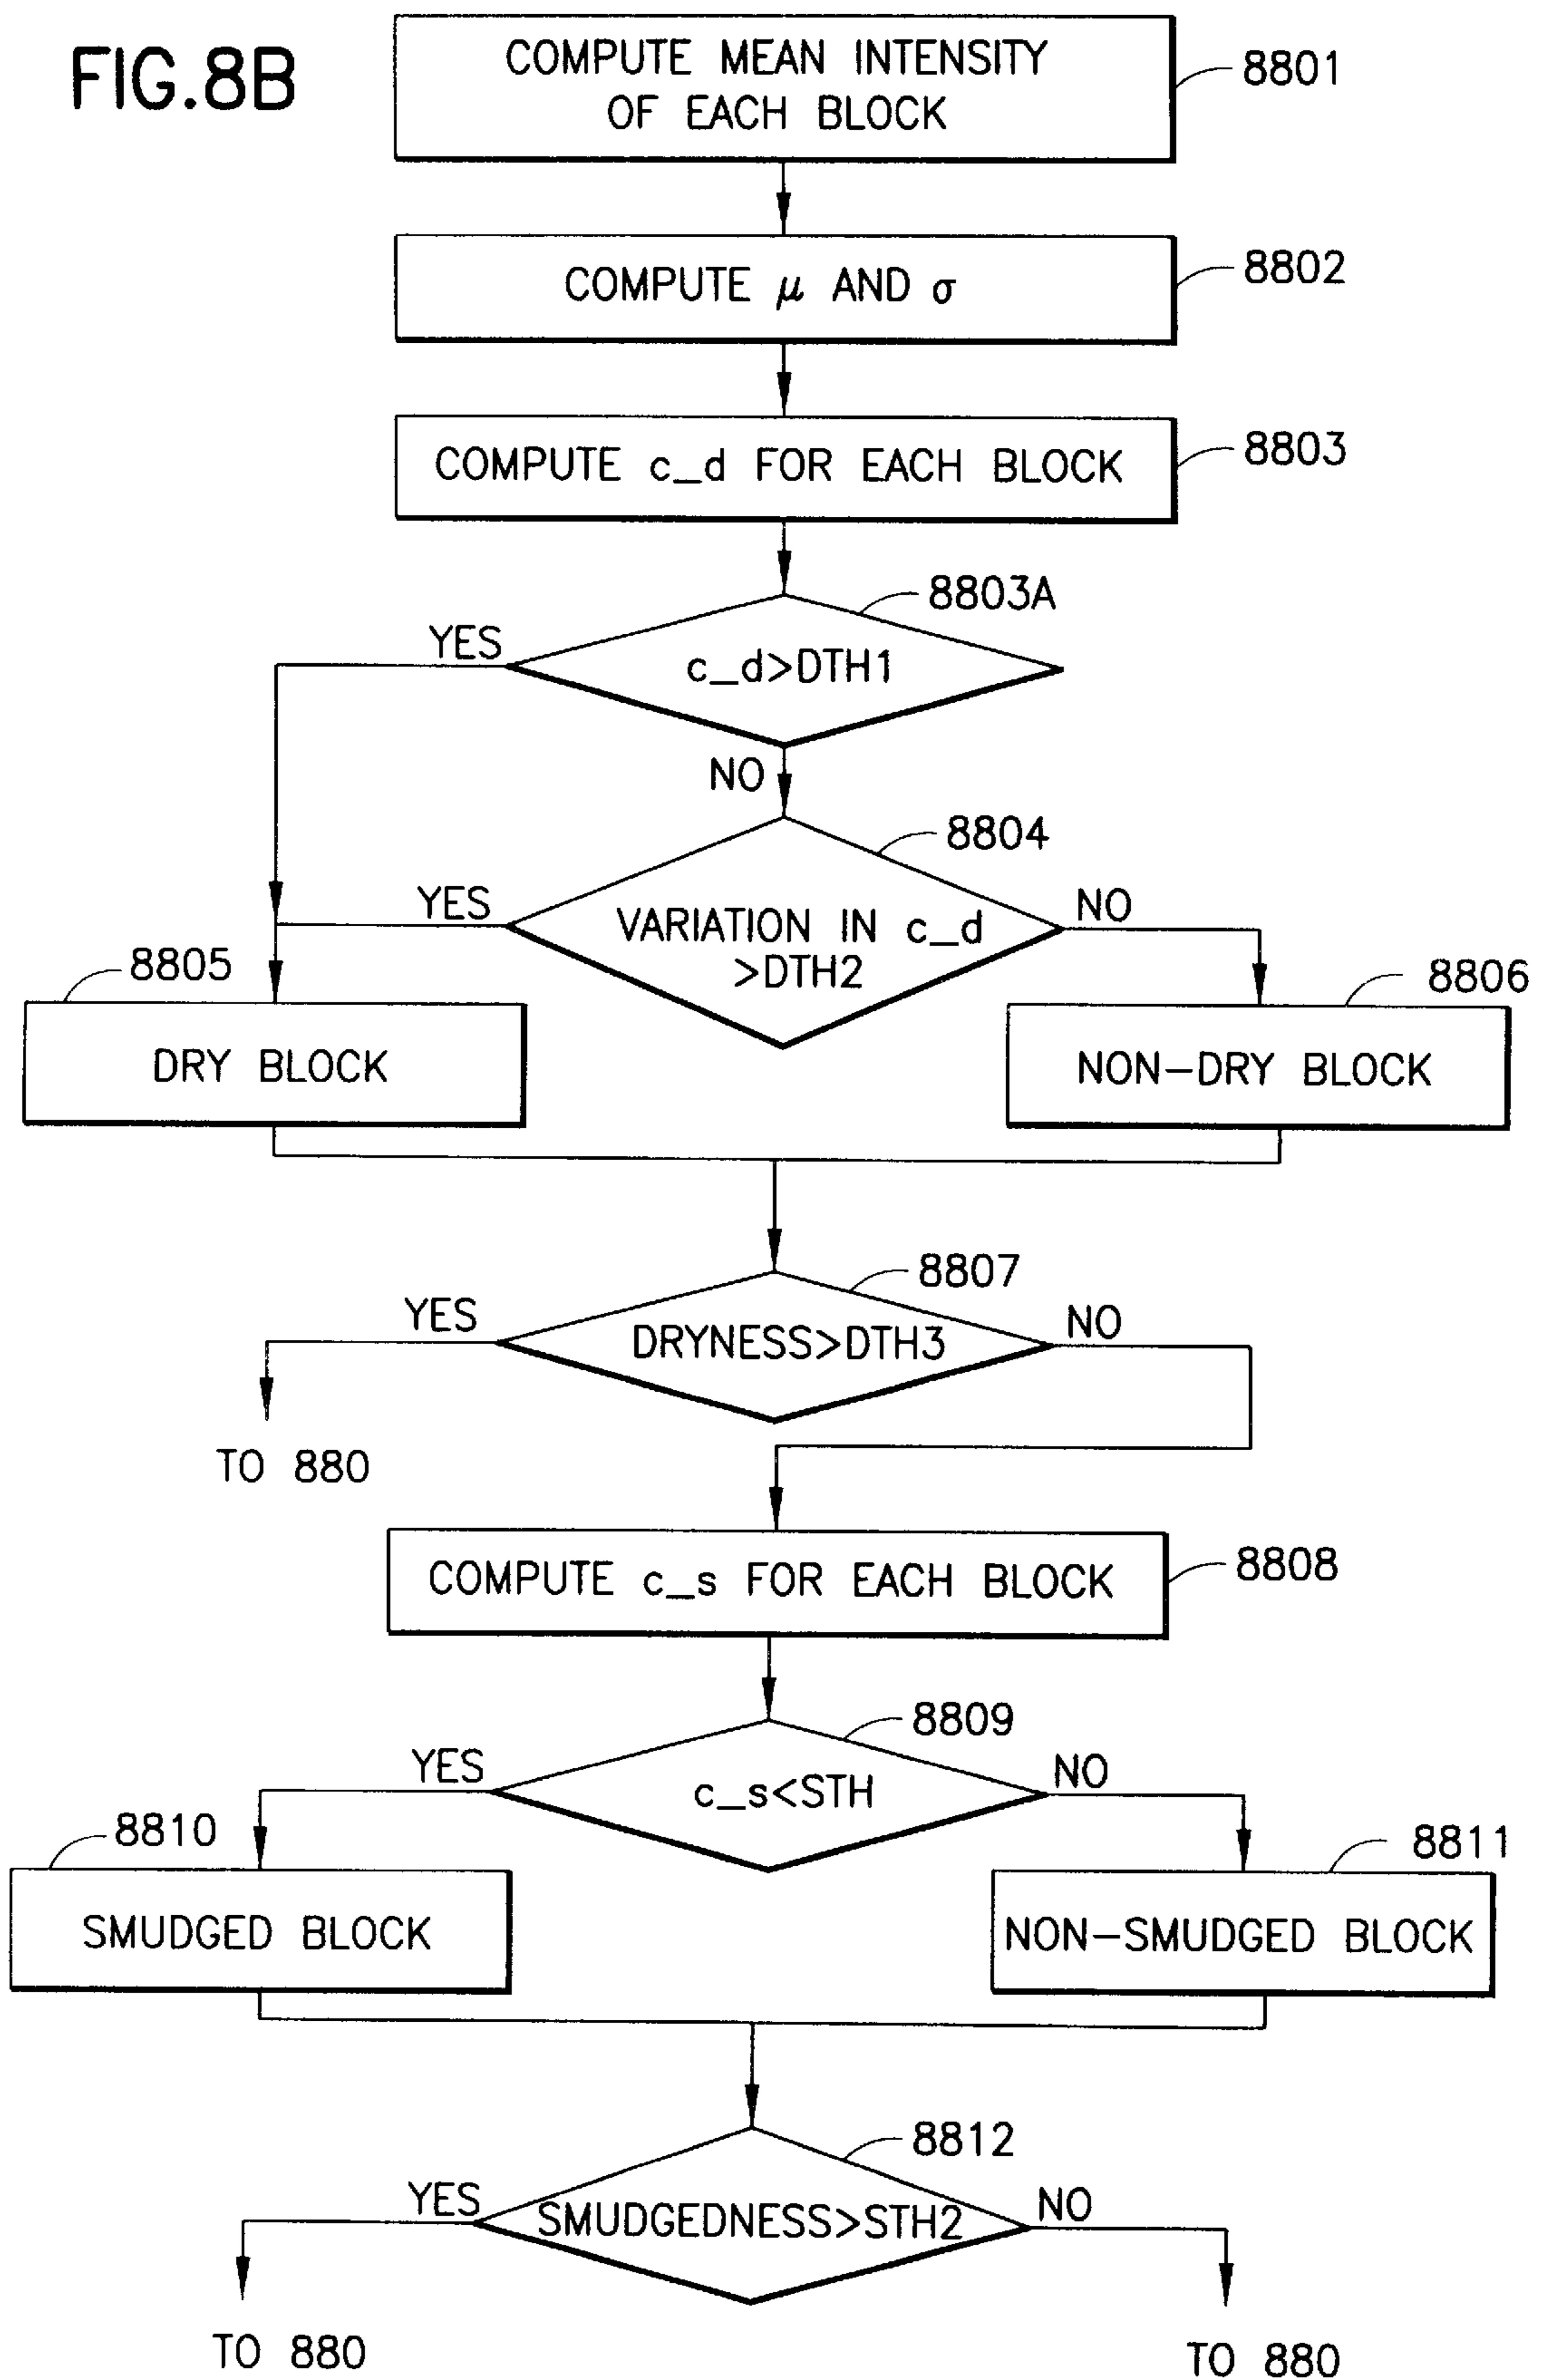 FIG.8B
COMPUTE MEAN INTENSITY
OF EACH BLOCK
8801
COMPUTE μ AND σ
8802
COMPUTE c_d FOR EACH BLOCK
8803
8803A
YES
c_d>DTH1
NO
8804
YES
VARIATION IN c_d
>DTH2
NO
8805
8806
DRY BLOCK
NON-DRY BLOCK
8807
YES
DRYNESS>DTH3
NO
TO 880
COMPUTE c_s FOR EACH BLOCK
8808
8809
YES
c_s<STH
NO
8810
8811
SMUDGED BLOCK
NON-SMUDGED BLOCK
8812
YES
SMUDGEDNESS>STH2
NO
TO 880
TO 880